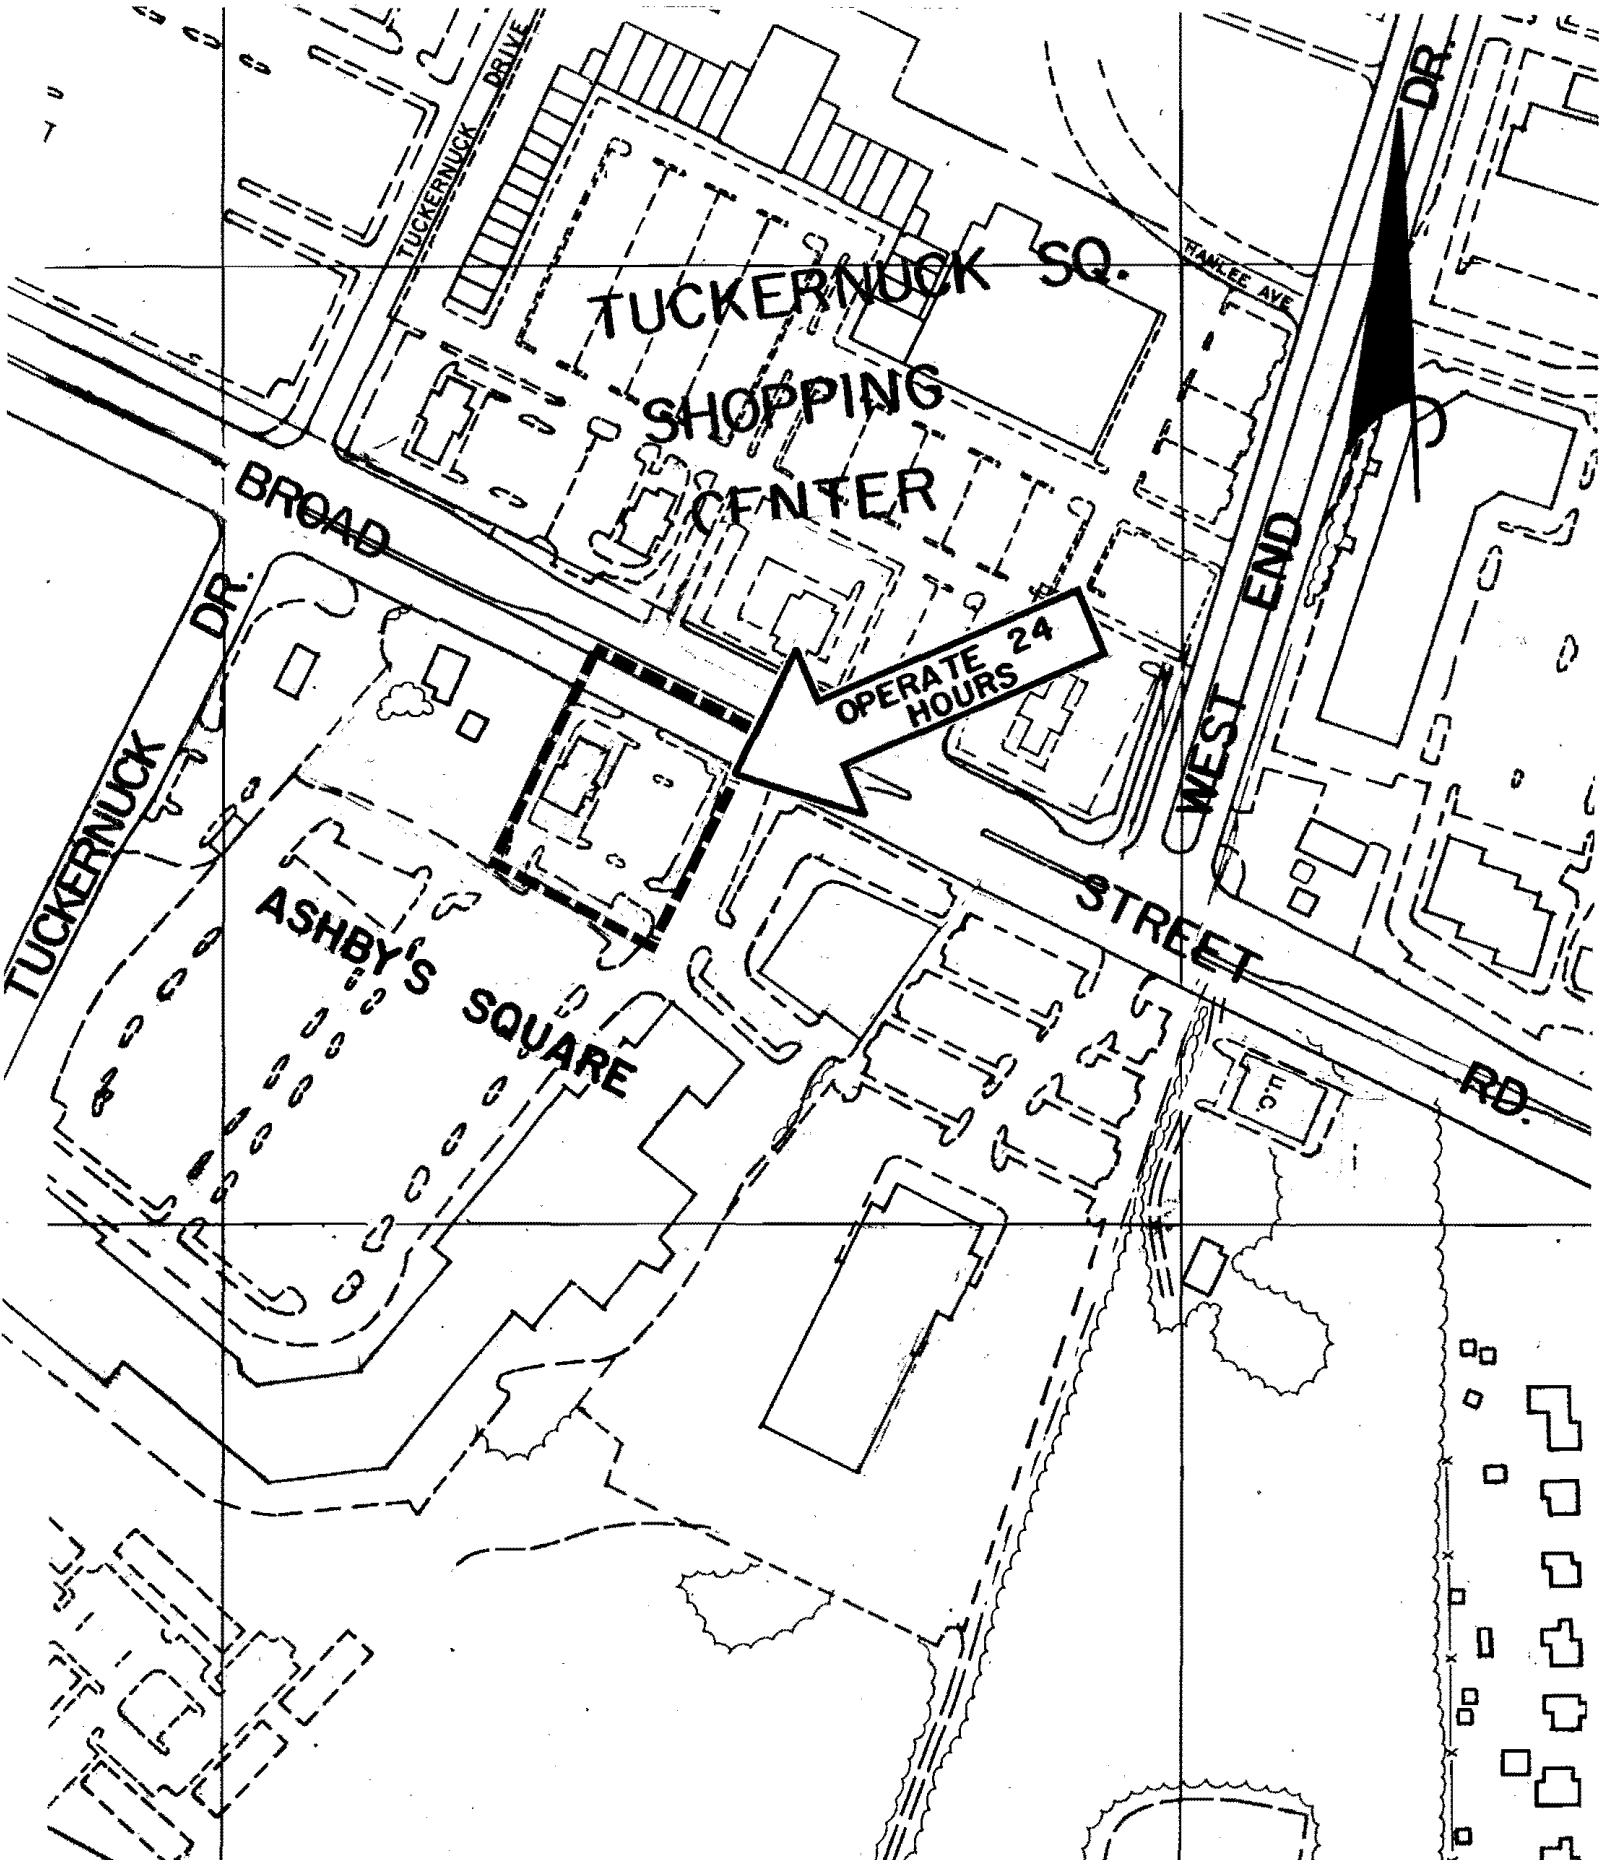 TUCKERNUCK DRIVE
DR.
HANLEE AVE
TUCKERNUCK SQ.
SHOPPING
CENTER
WEST END
BROAD
STREET
RD.
OPERATE 24
HOURS
TUCKERNUCK DR.
ASHBY'S
SQUARE
U.C.